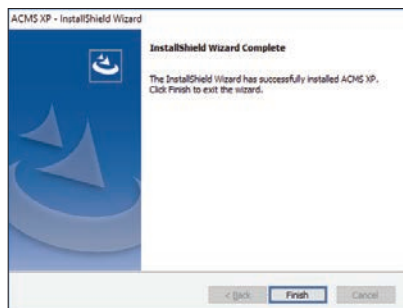 ACMS XP - InstallShield Wizard
InstallShield Wizard Complete
The InstallShield Wizard has successfully installed ACMS XP.
Click Finish to exit the wizard.
< Back
Finish
Cancel